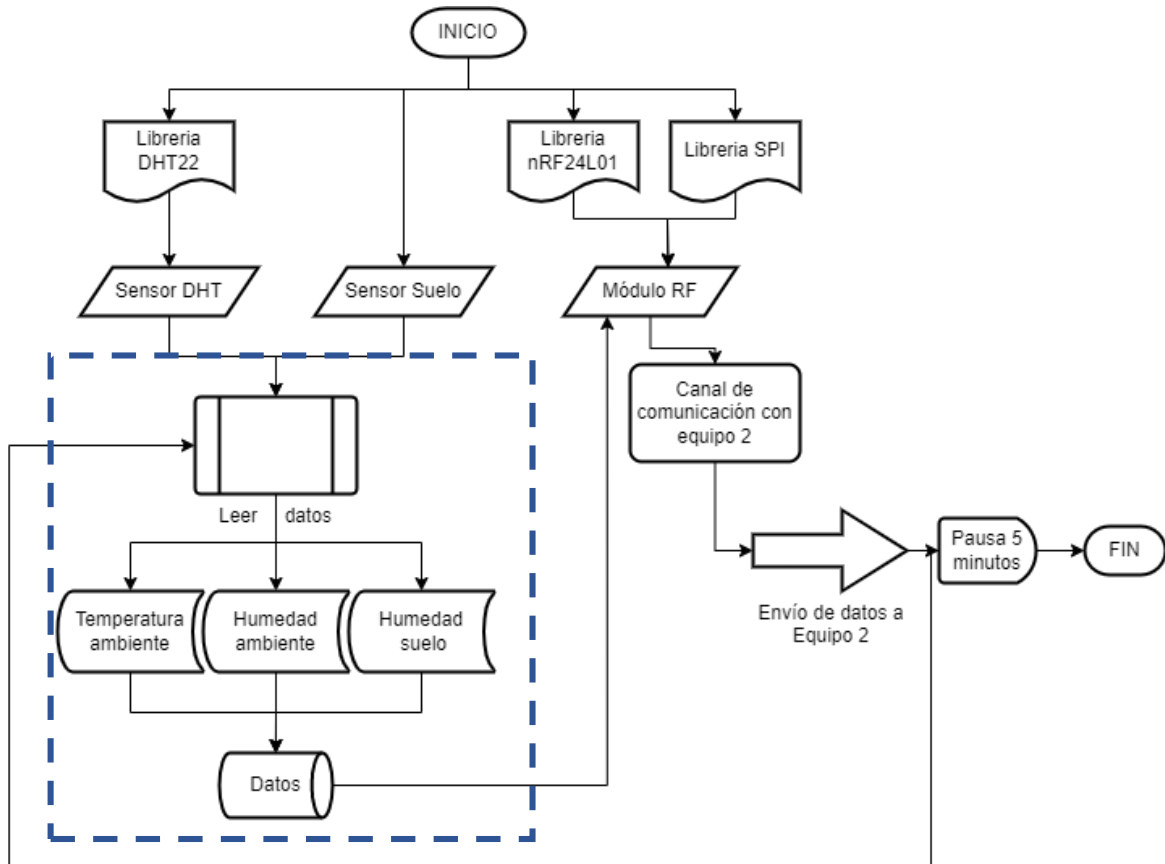 INICIO
Libreria
DHT22
Libreria
nRF24L01
Libreria SPI
Sensor DHT
Sensor Suelo
Módulo RF
Canal de
comunicación con
equipo 2
Leer datos
Pausa 5
minutos
FIN
Envío de datos a
Equipo 2
Temperatura
ambiente
Humedad
ambiente
Humedad
suelo
Datos